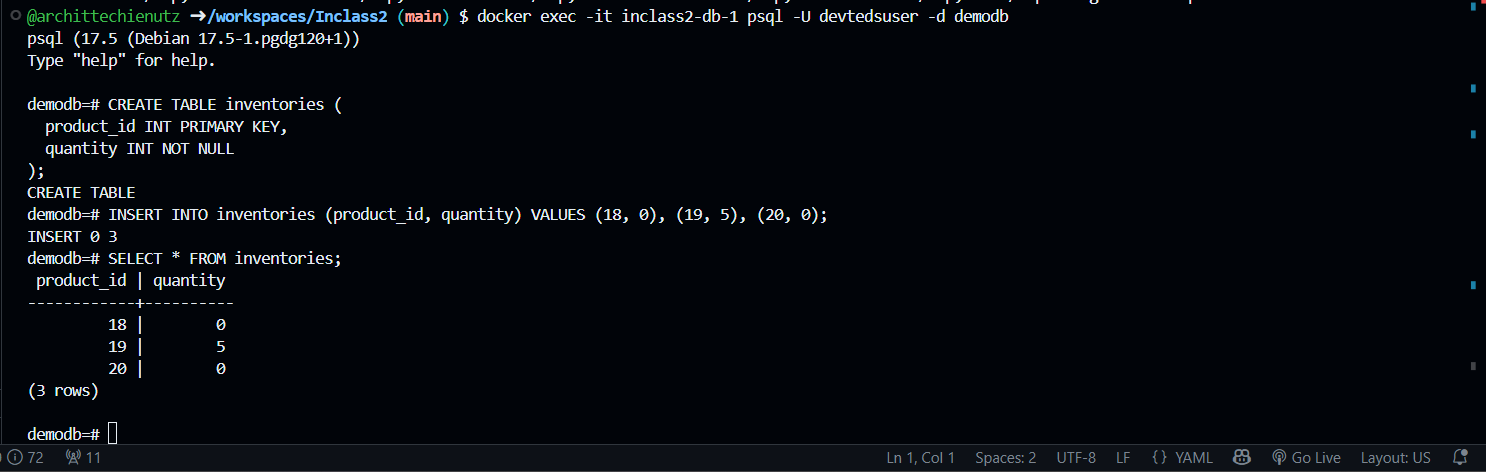 @archittechienutz ➜/workspaces/Inclass2 (main) $ docker exec -it inclass2-db-1 psql -U devtedsuser -d demodb
psql (17.5 (Debian 17.5-1.pgdg120+1))
Type "help" for help.

demodb=# CREATE TABLE inventories (
  product_id INT PRIMARY KEY,
  quantity INT NOT NULL
);
CREATE TABLE
demodb=# INSERT INTO inventories (product_id, quantity) VALUES (18, 0), (19, 5), (20, 0);
INSERT 0 3
demodb=# SELECT * FROM inventories;
 product_id | quantity
------------+----------
         18 |        0
         19 |        5
         20 |        0
(3 rows)

demodb=#
72 11 Ln 1, Col 1 Spaces: 2 UTF-8 LF {} YAML Go Live Layout: US